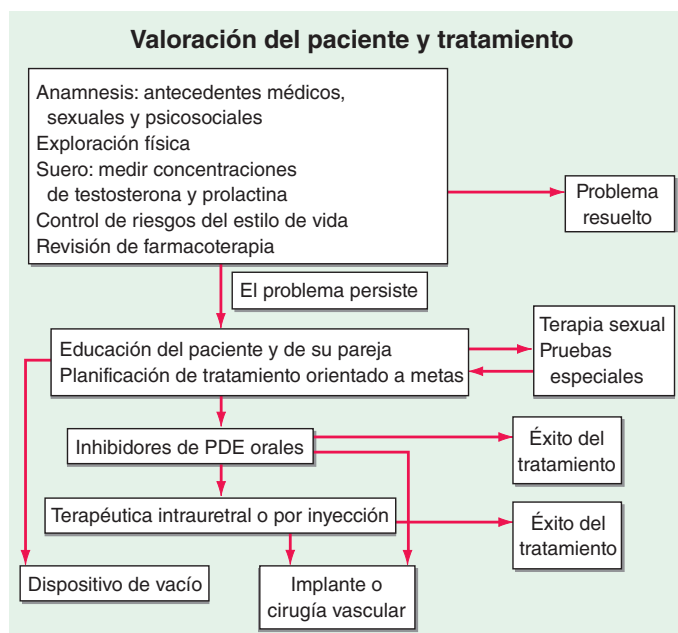 Valoración del paciente y tratamiento
Anamnesis: antecedentes médicos,
sexuales y psicosociales
Exploración física
Suero: medir concentraciones
de testosterona y prolactina
Control de riesgos del estilo de vida
Revisión de farmacoterapia
Problema
resuelto
El problema persiste
Educación del paciente y de su pareja
Planificación de tratamiento orientado a metas
Terapia sexual
Pruebas
especiales
Inhibidores de PDE orales
Éxito del
tratamiento
Terapéutica intrauretral o por inyección
Éxito del
tratamiento
Dispositivo de vacío
Implante o
cirugía vascular